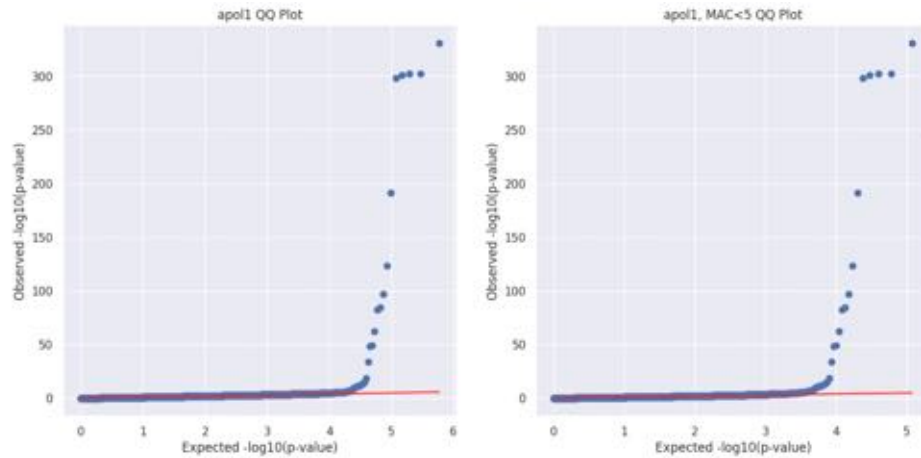 apol1 QQ Plot
Observed -log10(p-value)
300
250
200
150
100
50
0
0 1 2 3 4 5 6
Expected -log10(p-value)
apol1, MAC<5 QQ Plot
Observed -log10(p-value)
300
250
200
150
100
50
0
0 1 2 3 4 5
Expected -log10(p-value)